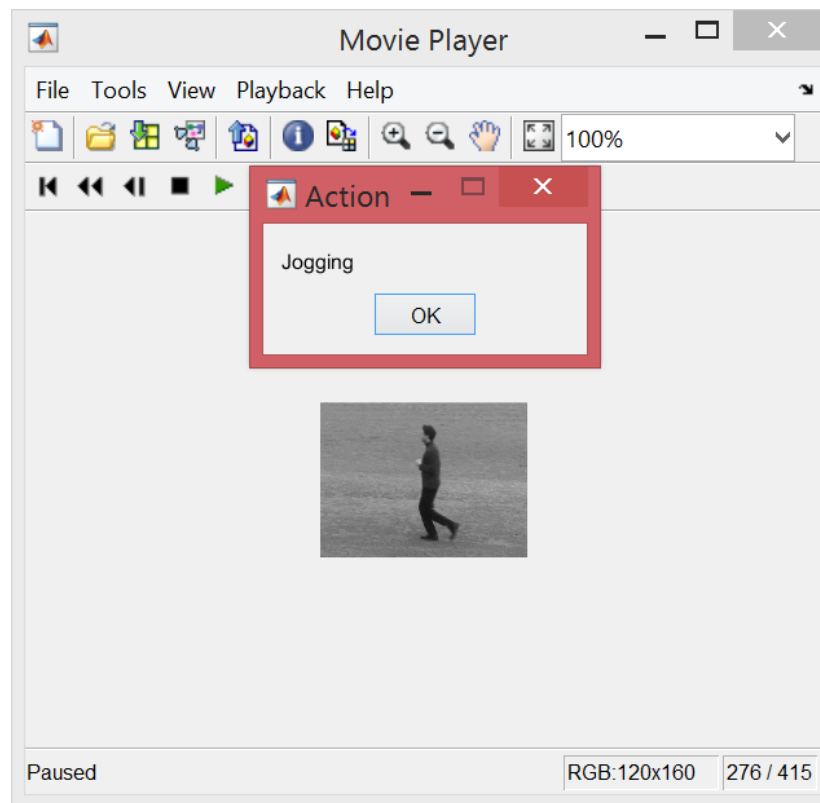 Movie Player
File Tools View Playback Help
100%
Action
Jogging
OK
Paused
RGB:120x160
276 / 415